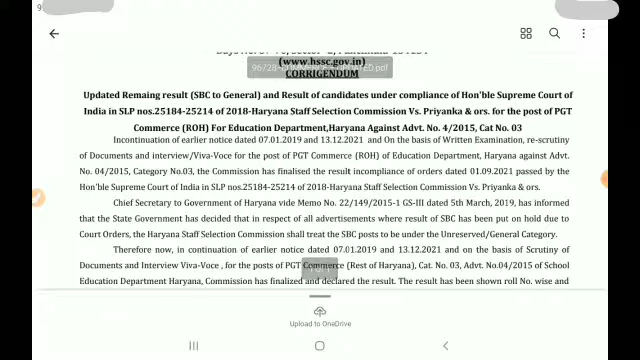 (www.hssc.gov.in)
96728-COMMERCE-UPDATED.pdf
CORRIGENDUM
Updated Remaing result (SBC to General) and Result of candidates under compliance of Hon'ble Supreme Court of
India in SLP nos.25184-25214 of 2018-Haryana Staff Selection Commission Vs. Priyanka & ors. for the post of PGT
Commerce (ROH) For Education Department,Haryana Against Advt. No. 4/2015, Cat No. 03
Incontinuation of earlier notice dated 07.01.2019 and 13.12.2021 and On the basis of Written Examination, re-scrutiny
of Documents and interview/Viva-Voce for the post of PGT Commerce (ROH) of Education Department, Haryana against Advt.
No. 04/2015, Category No.03, the Commission has finalised the result incompliance of orders dated 01.09.2021 passed by the
Hon'ble Supreme Court of India in SLP nos.25184-25214 of 2018-Haryana Staff Selection Commission Vs. Priyanka & ors.
Chief Secretary to Government of Haryana vide Memo No. 22/149/2015-1 GS-III dated 5th March, 2019, has informed
that the State Government has decided that in respect of all advertisements where result of SBC has been put on hold due to
Court Orders, the Haryana Staff Selection Commission shall treat the SBC posts to be under the Unreserved/General Category.
Therefore now, in continuation of earlier notice dated 07.01.2019 and 13.12.2021 and on the basis of Scrutiny of
Documents and Interview Viva-Voce , for the posts of PGT Commerce (Rest of Haryana), Cat. No. 03, Advt. No.04/2015 of School
Education Department Haryana, Commission has finalized and declared the result. The result has been shown roll No. wise and
Upload to OneDrive